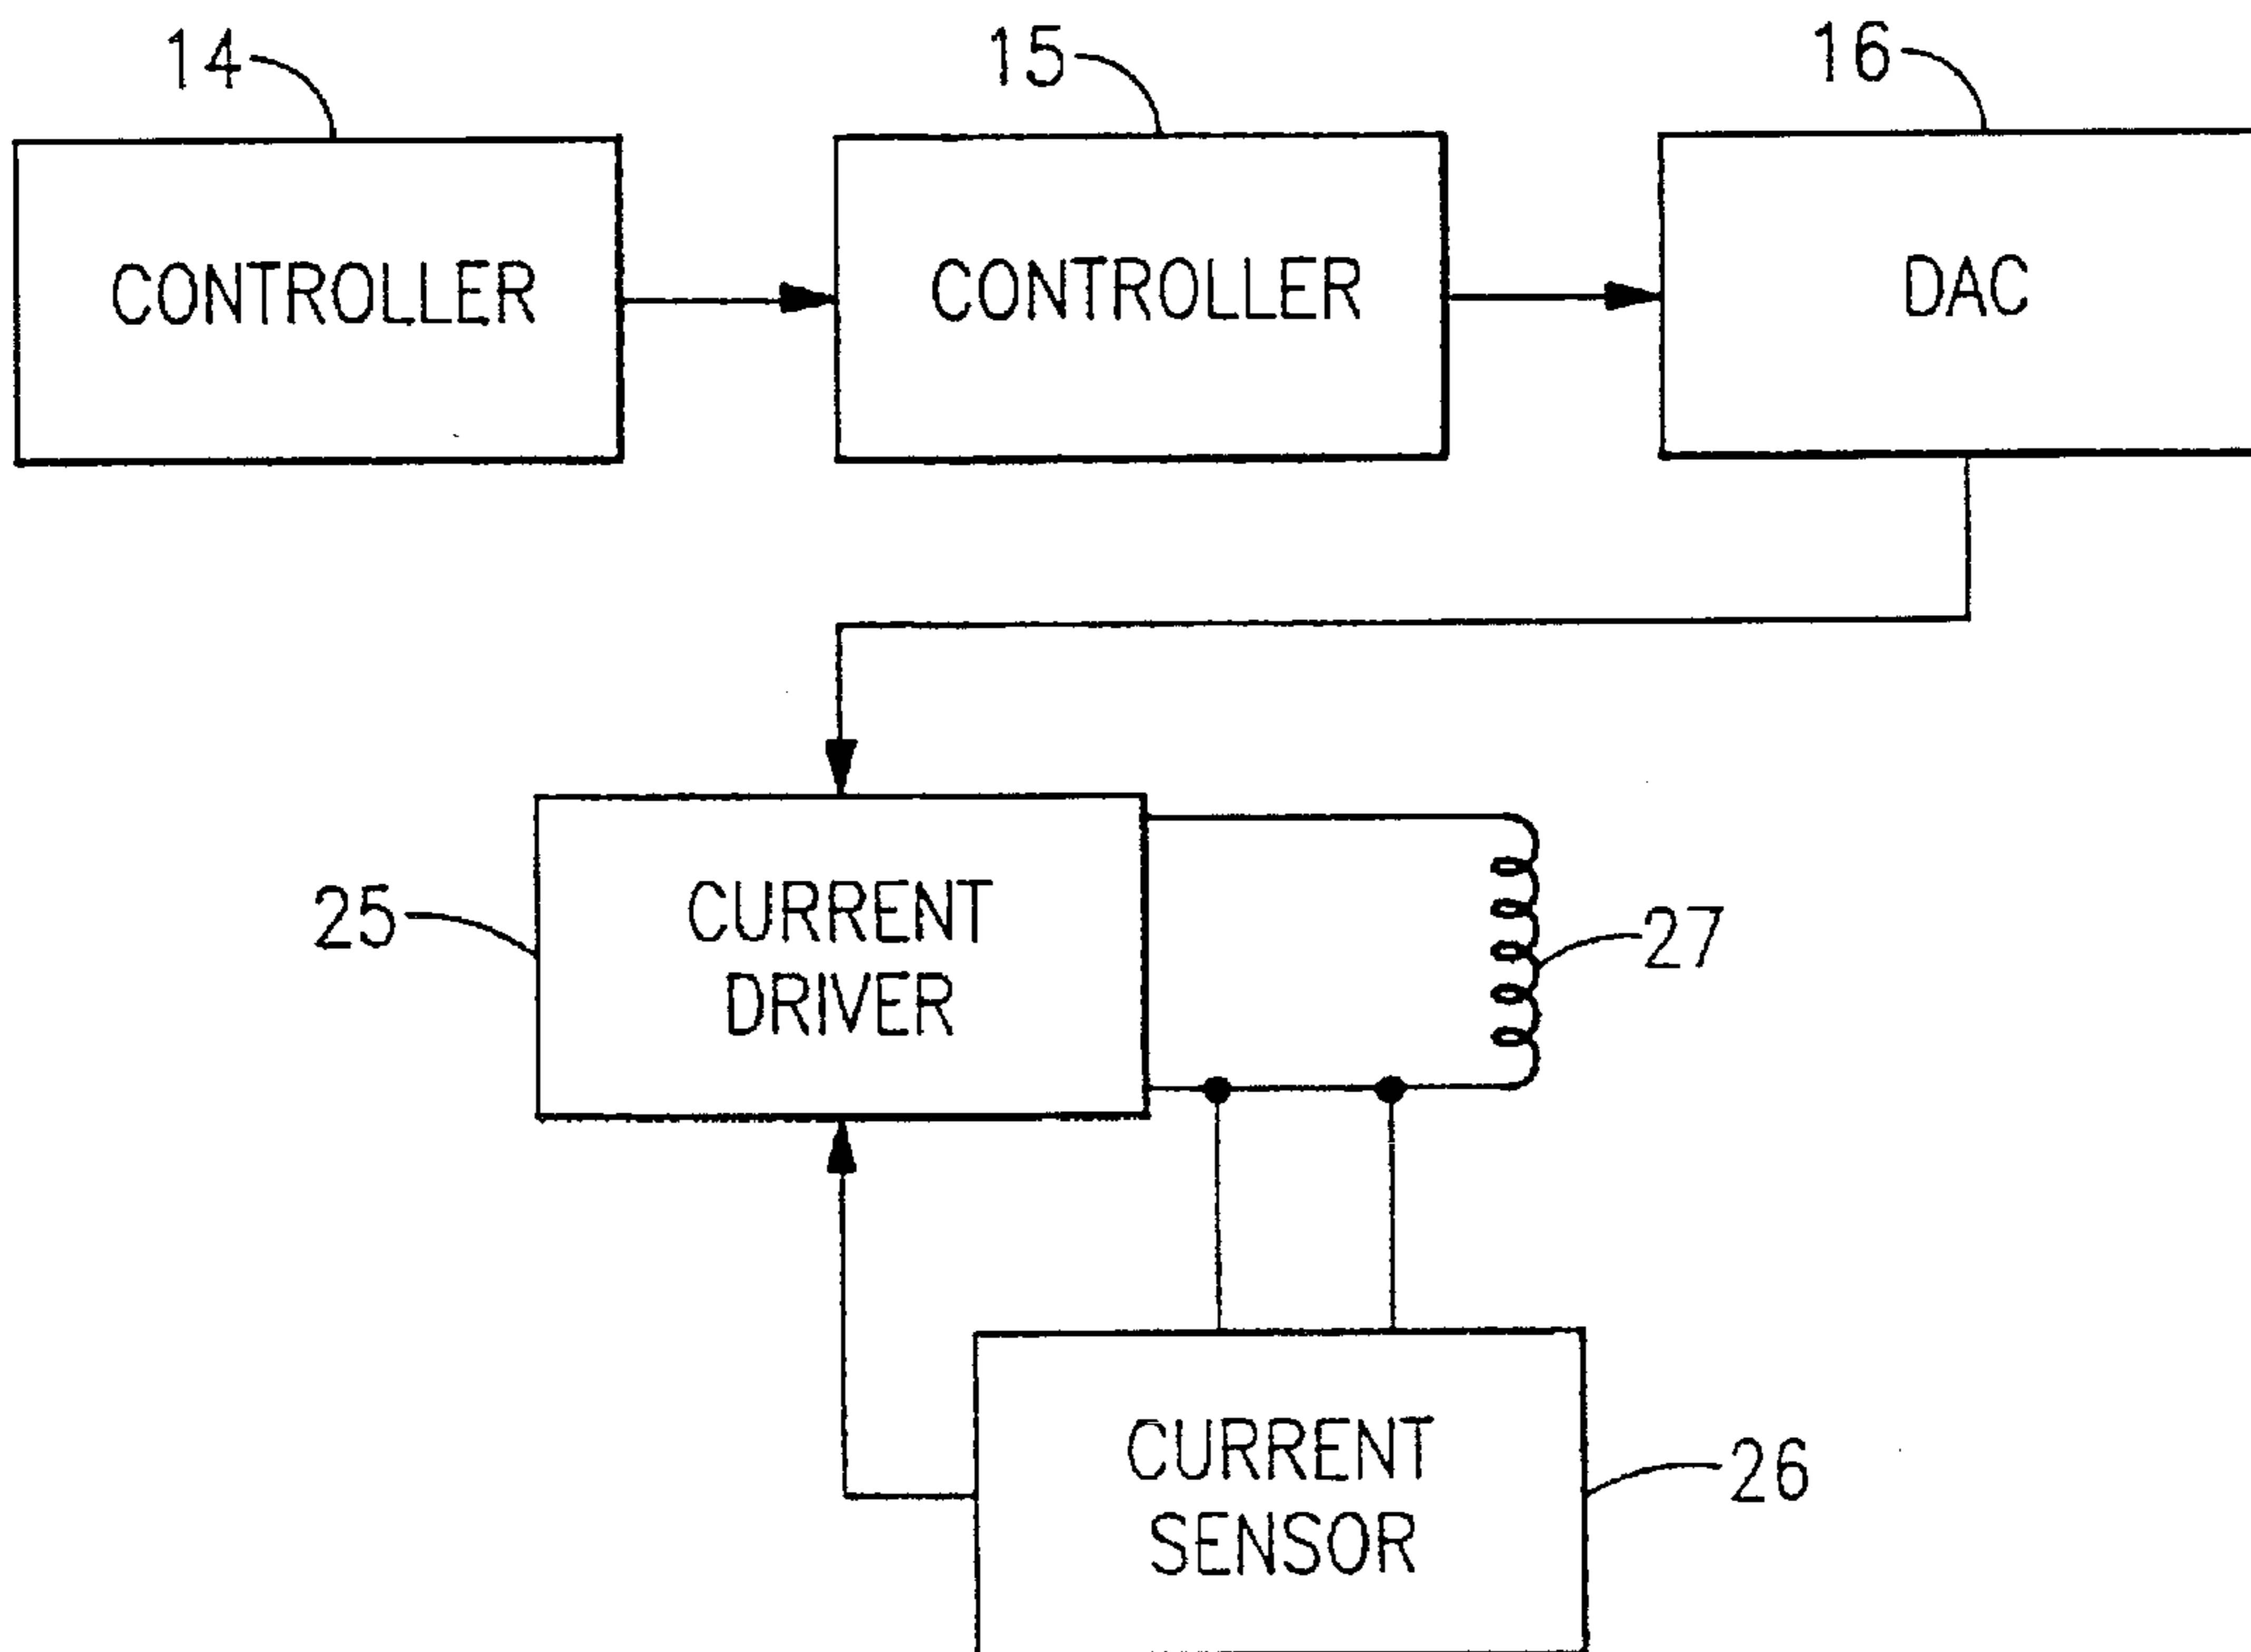 14
15
16
CONTROLLER
CONTROLLER
DAC
25
CURRENT
DRIVER
27
CURRENT
SENSOR
26